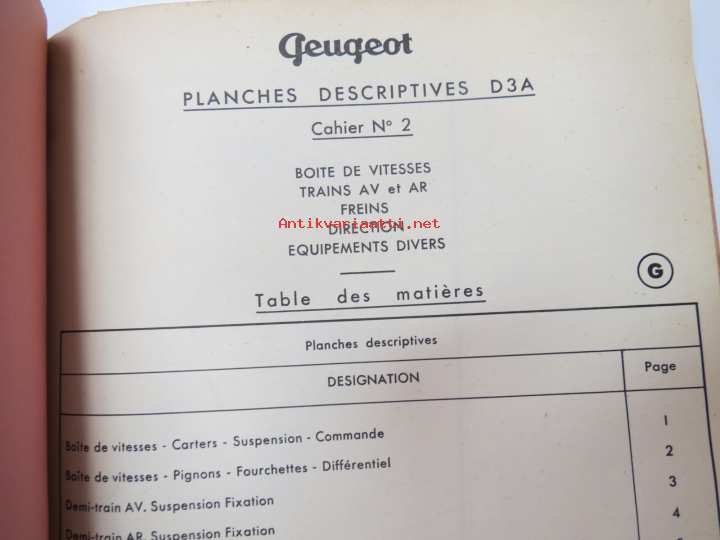 Peugeot
PLANCHES DESCRIPTIVES D3A
Cahier N° 2
BOITE DE VITESSES
TRAINS AV et AR
FREINS
Antikvariaatti.net
DIRECTION
EQUIPEMENTS DIVERS
G
Table des matières
Planches descriptives
DESIGNATION
Page
Boîte de vitesses - Carters - Suspension - Commande
1
Boîte de vitesses - Pignons - Fourchettes - Différentiel
2
Demi-train AV. Suspension Fixation
3
Demi-train AR. Suspension Fixation
4